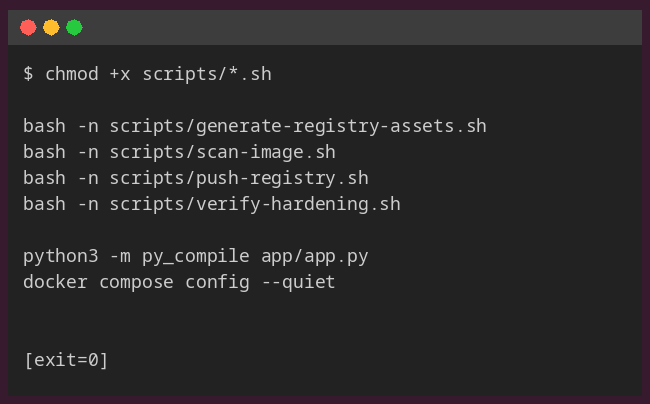 $ chmod +x scripts/*.sh
bash -n scripts/generate-registry-assets.sh
bash -n scripts/scan-image.sh
bash -n scripts/push-registry.sh
bash -n scripts/verify-hardening.sh
python3 -m py_compile app/app.py
docker compose config --quiet
[exit=0]